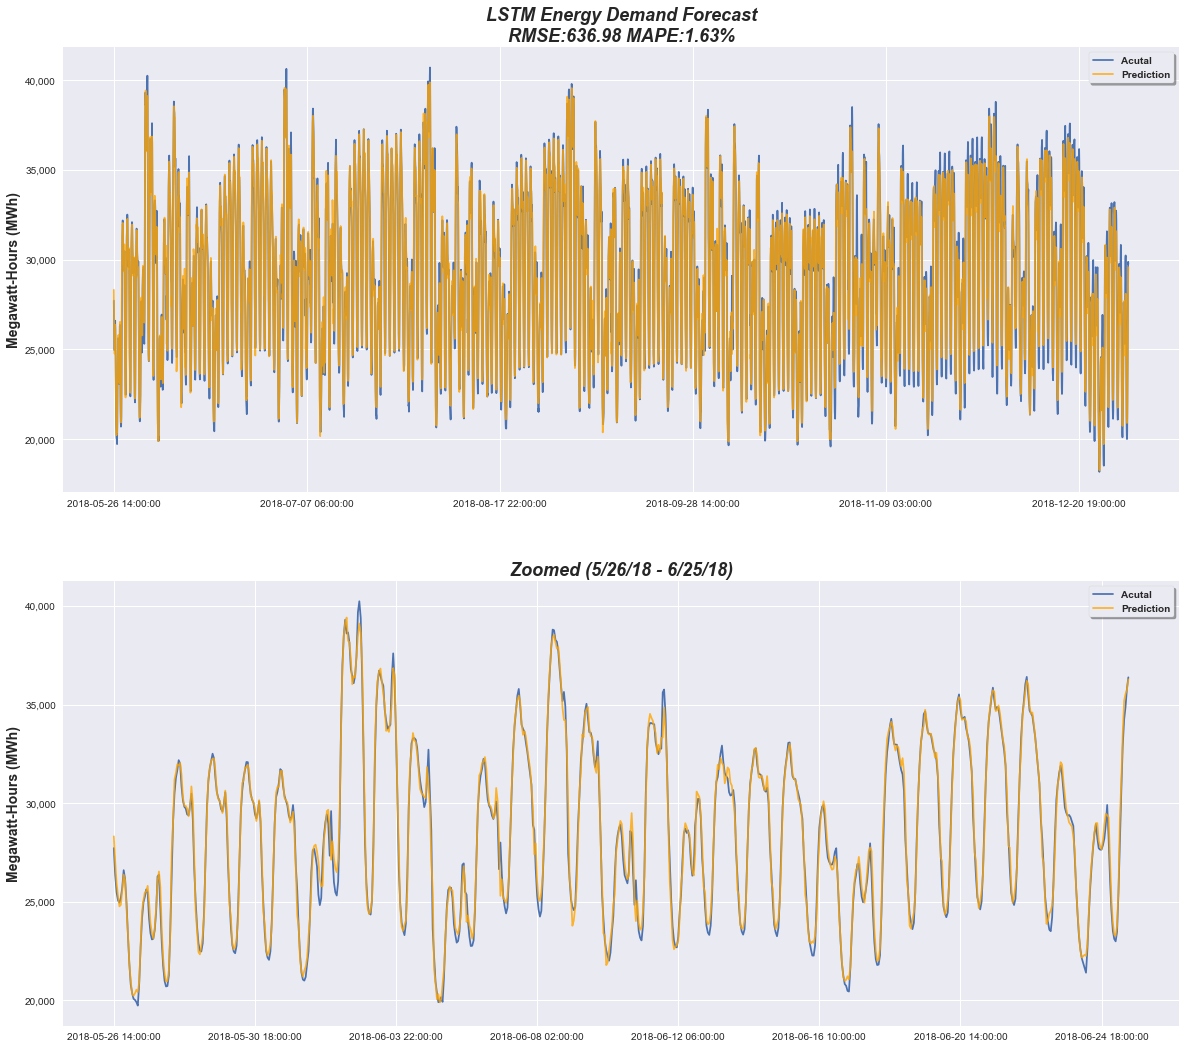 LSTM Energy Demand Forecast
RMSE:636.98 MAPE:1.63%
Acutal
Prediction
Megawatt-Hours (MWh)
40,000
35,000
30,000
25,000
20,000
2018-05-26 14:00:00
2018-07-07 06:00:00
2018-08-17 22:00:00
2018-09-28 14:00:00
2018-11-09 03:00:00
2018-12-20 19:00:00
Zoomed (5/26/18 - 6/25/18)
Acutal
Prediction
Megawatt-Hours (MWh)
40,000
35,000
30,000
25,000
20,000
2018-05-26 14:00:00
2018-05-30 18:00:00
2018-06-03 22:00:00
2018-06-08 02:00:00
2018-06-12 06:00:00
2018-06-16 10:00:00
2018-06-20 14:00:00
2018-06-24 18:00:00